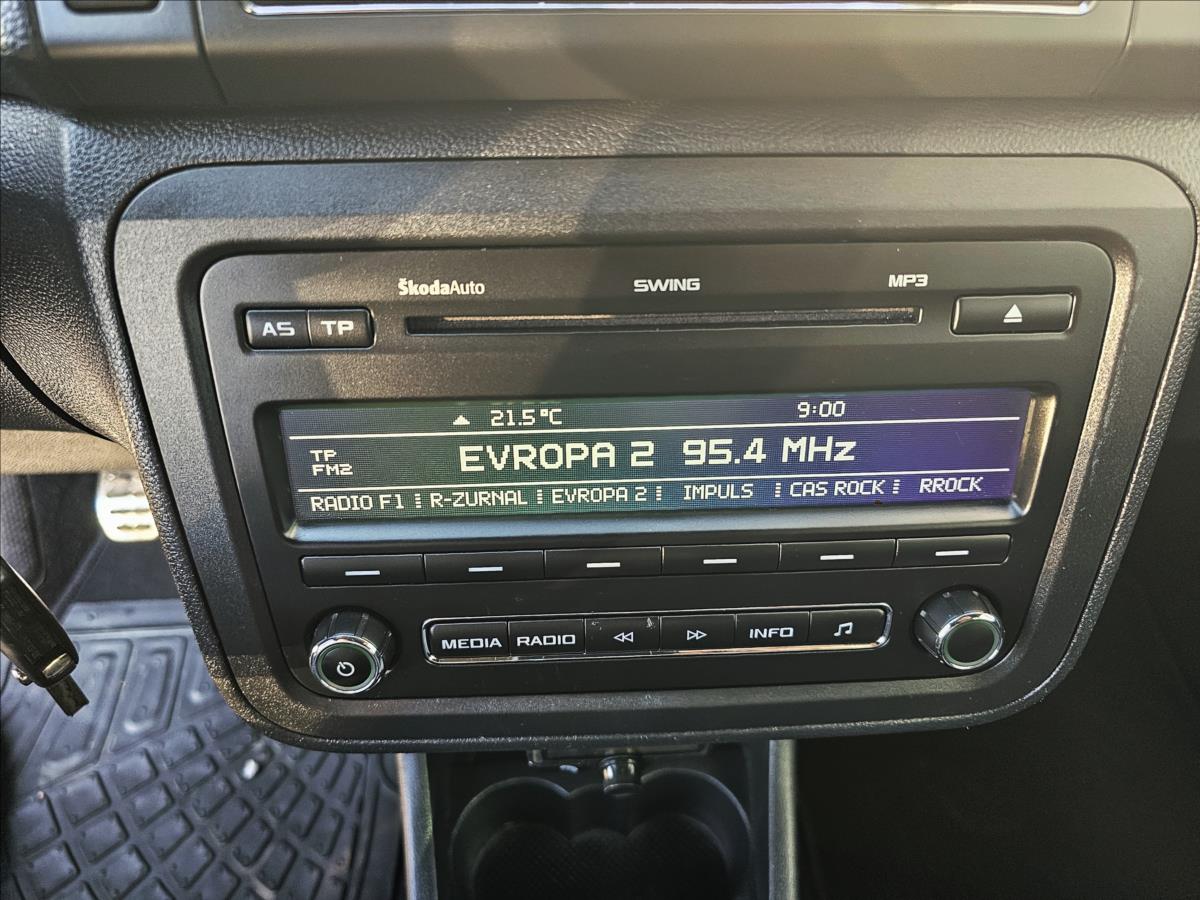 ŠkodaAuto SWING MP3
AS TP
21.5°C 9:00
TP
FM2
EVROPA 2 95.4 MHz
RADIO F1 R-ZURNAL EVROPA 2 IMPULS CAS ROCK RROCK
MEDIA RADIO INFO